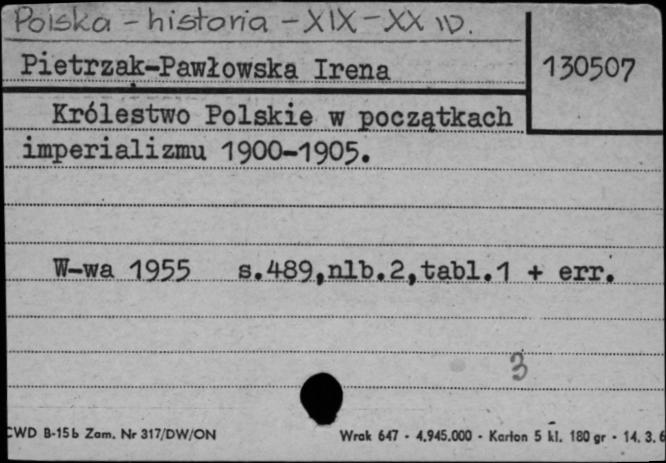 Polska - historia - XIX - XX w.
Pietrzak-Pawłowska Irena
130507
Królestwo Polskie w początkach
imperializmu 1900-1905.
W-wa 1955 s.489,nlb.2,tabl.1 + err.
3
CWD B-15b Zam. Nr 317/DW/ON
Wrak 647 - 4.945.000 - Karton 5 kl. 180 gr - 14. 3. 6